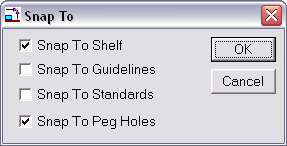 Snap To
Snap To Shelf
OK
Snap To Guidelines
Cancel
Snap To Standards
Snap To Peg Holes